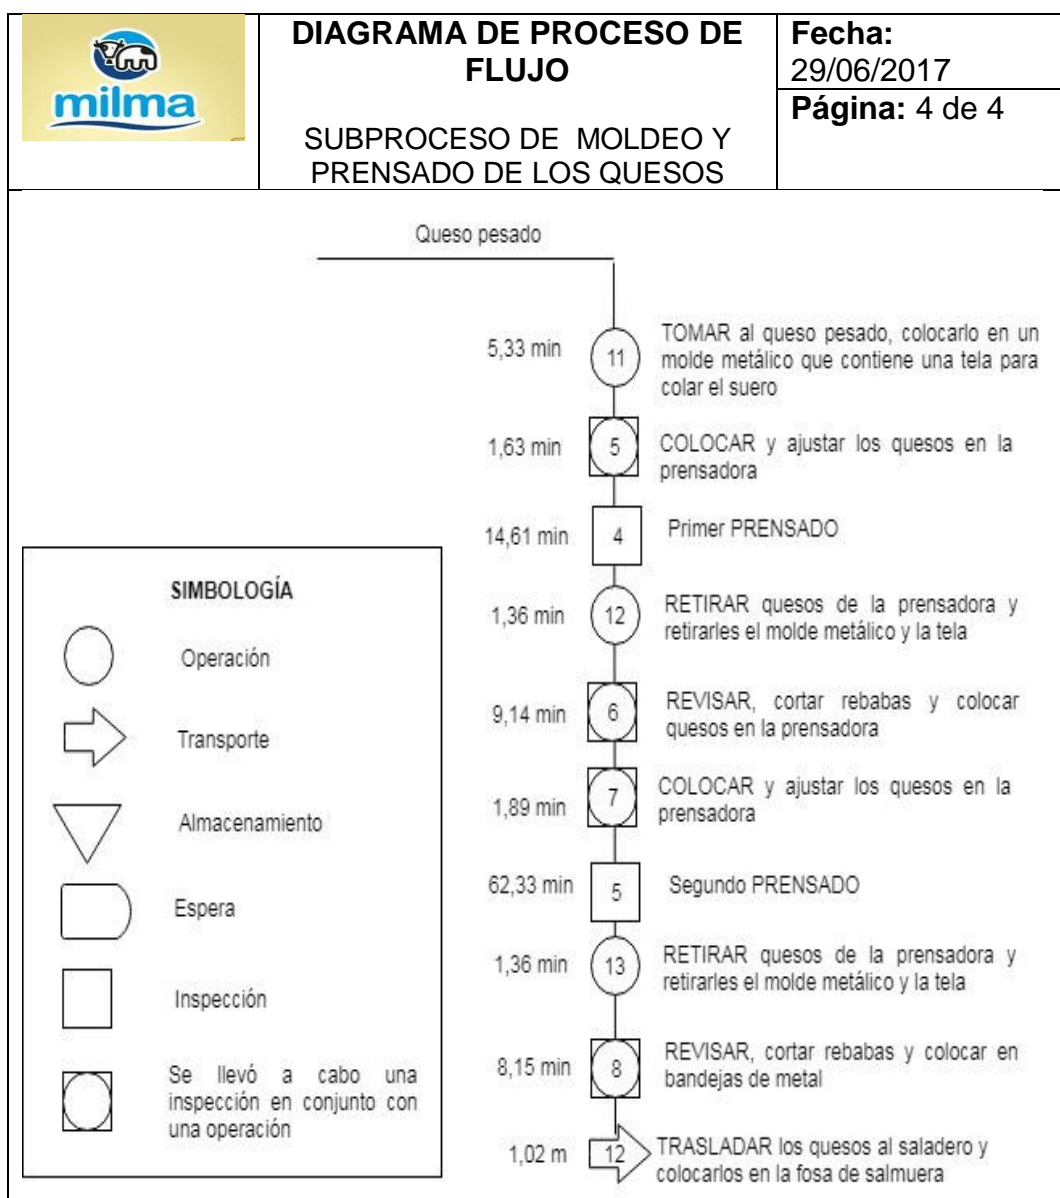 milma
DIAGRAMA DE PROCESO DE
FLUJO
SUBPROCESO DE MOLDEO Y
PRENSADO DE LOS QUESOS
Fecha:
29/06/2017
Página: 4 de 4
Queso pesado
5,33 min
11
TOMAR al queso pesado, colocarlo en un
molde metálico que contiene una tela para
colar el suero
1,63 min
5
COLOCAR y ajustar los quesos en la
prensadora
14,61 min
4
Primer PRENSADO
1,36 min
12
RETIRAR quesos de la prensadora y
retirarles el molde metálico y la tela
9,14 min
6
REVISAR, cortar rebabas y colocar
quesos en la prensadora
1,89 min
7
COLOCAR y ajustar los quesos en la
prensadora
62,33 min
5
Segundo PRENSADO
1,36 min
13
RETIRAR quesos de la prensadora y
retirarles el molde metálico y la tela
8,15 min
8
REVISAR, cortar rebabas y colocar en
bandejas de metal
1,02 m
12
TRASLADAR los quesos al saladero y
colocarlos en la fosa de salmuera
SIMBOLOGÍA
Operación
Transporte
Almacenamiento
Espera
Inspección
Se llevó a cabo una
inspección en conjunto con
una operación